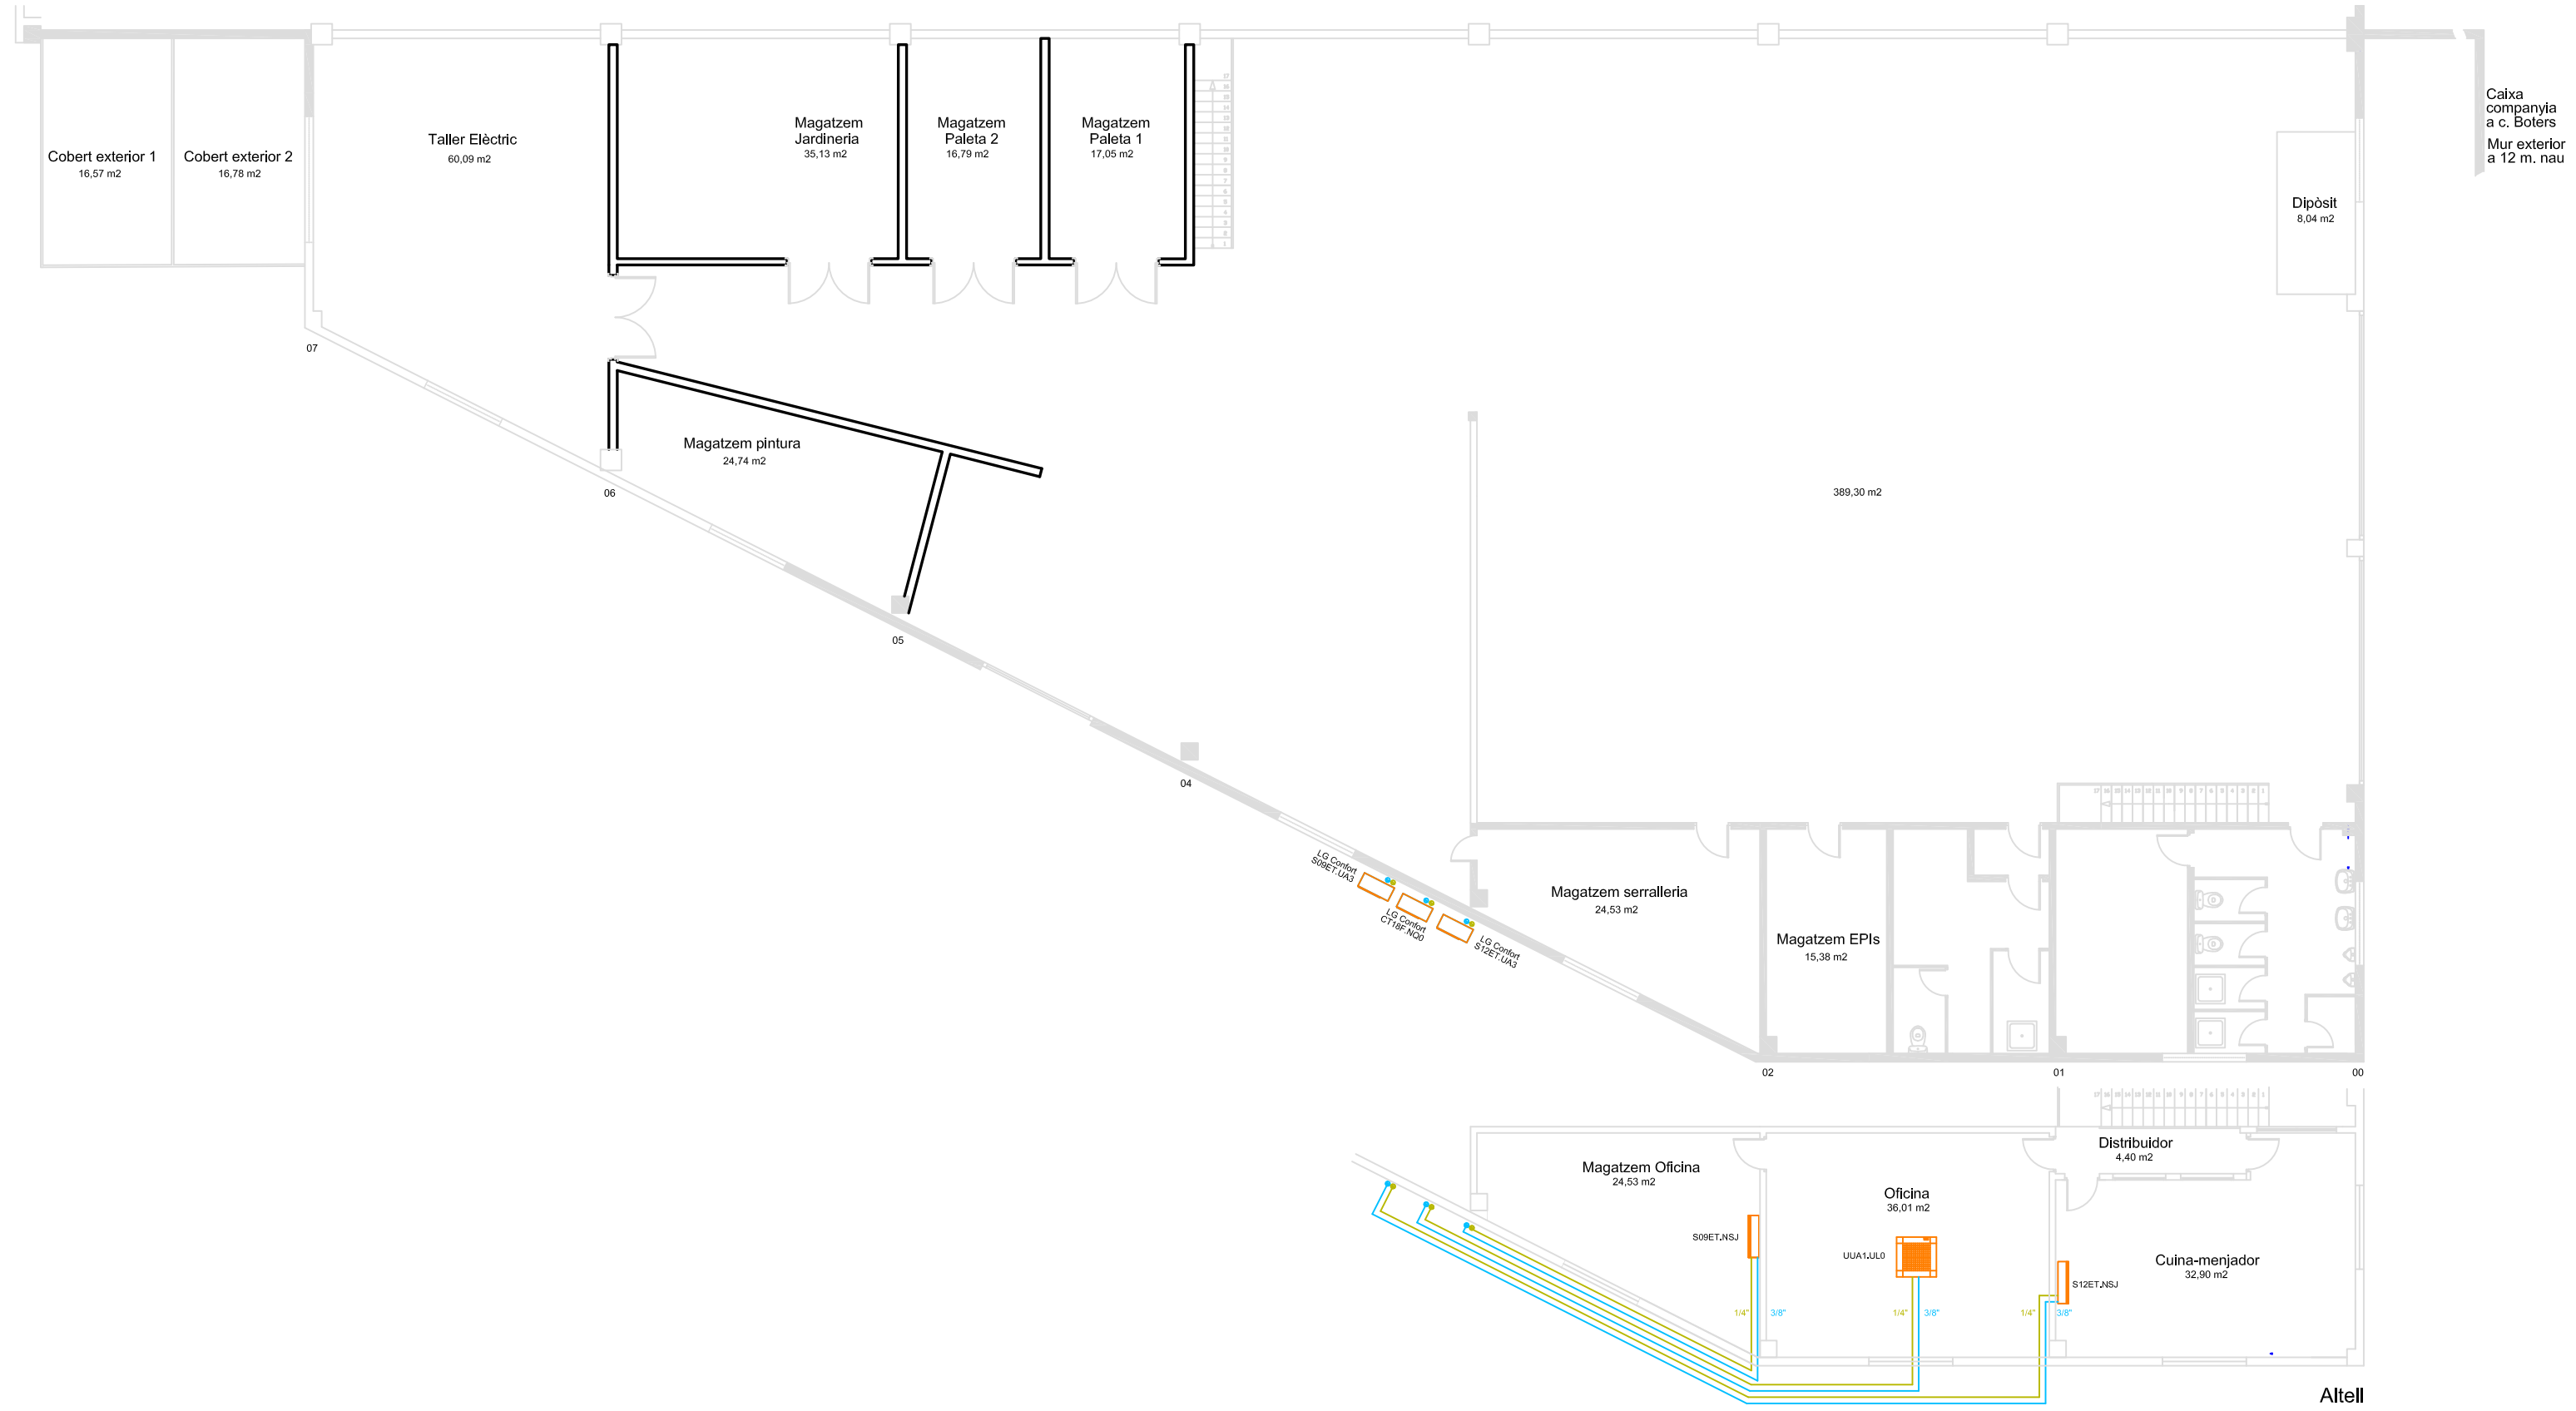 Cobert exterior 1
16,57 m2
Cobert exterior 2
16,78 m2
Taller Elèctric
60,09 m2
Magatzem
Jardineria
35,13 m2
Magatzem
Paleta 2
16,79 m2
Magatzem
Paleta 1
17,05 m2
Caixa
companyia
a c. Boters
Mur exterior
a 12 m. nau
Dipòsit
8,04 m2
07
Magatzem pintura
24,74 m2
06
389,30 m2
05
04
LG Confort
S09ET.UA3
LG Confort
CT18F.NQ0
LG Confort
S12ET.UA3
Magatzem serralleria
24,53 m2
Magatzem EPIs
15,38 m2
02
01
00
Magatzem Oficina
24,53 m2
Distribuidor
4,40 m2
Oficina
36,01 m2
S09ET.NSJ
UUA1.UL0
Cuina-menjador
32,90 m2
S12ET.NSJ
1/4"
3/8"
1/4"
3/8"
1/4"
3/8"
Altell